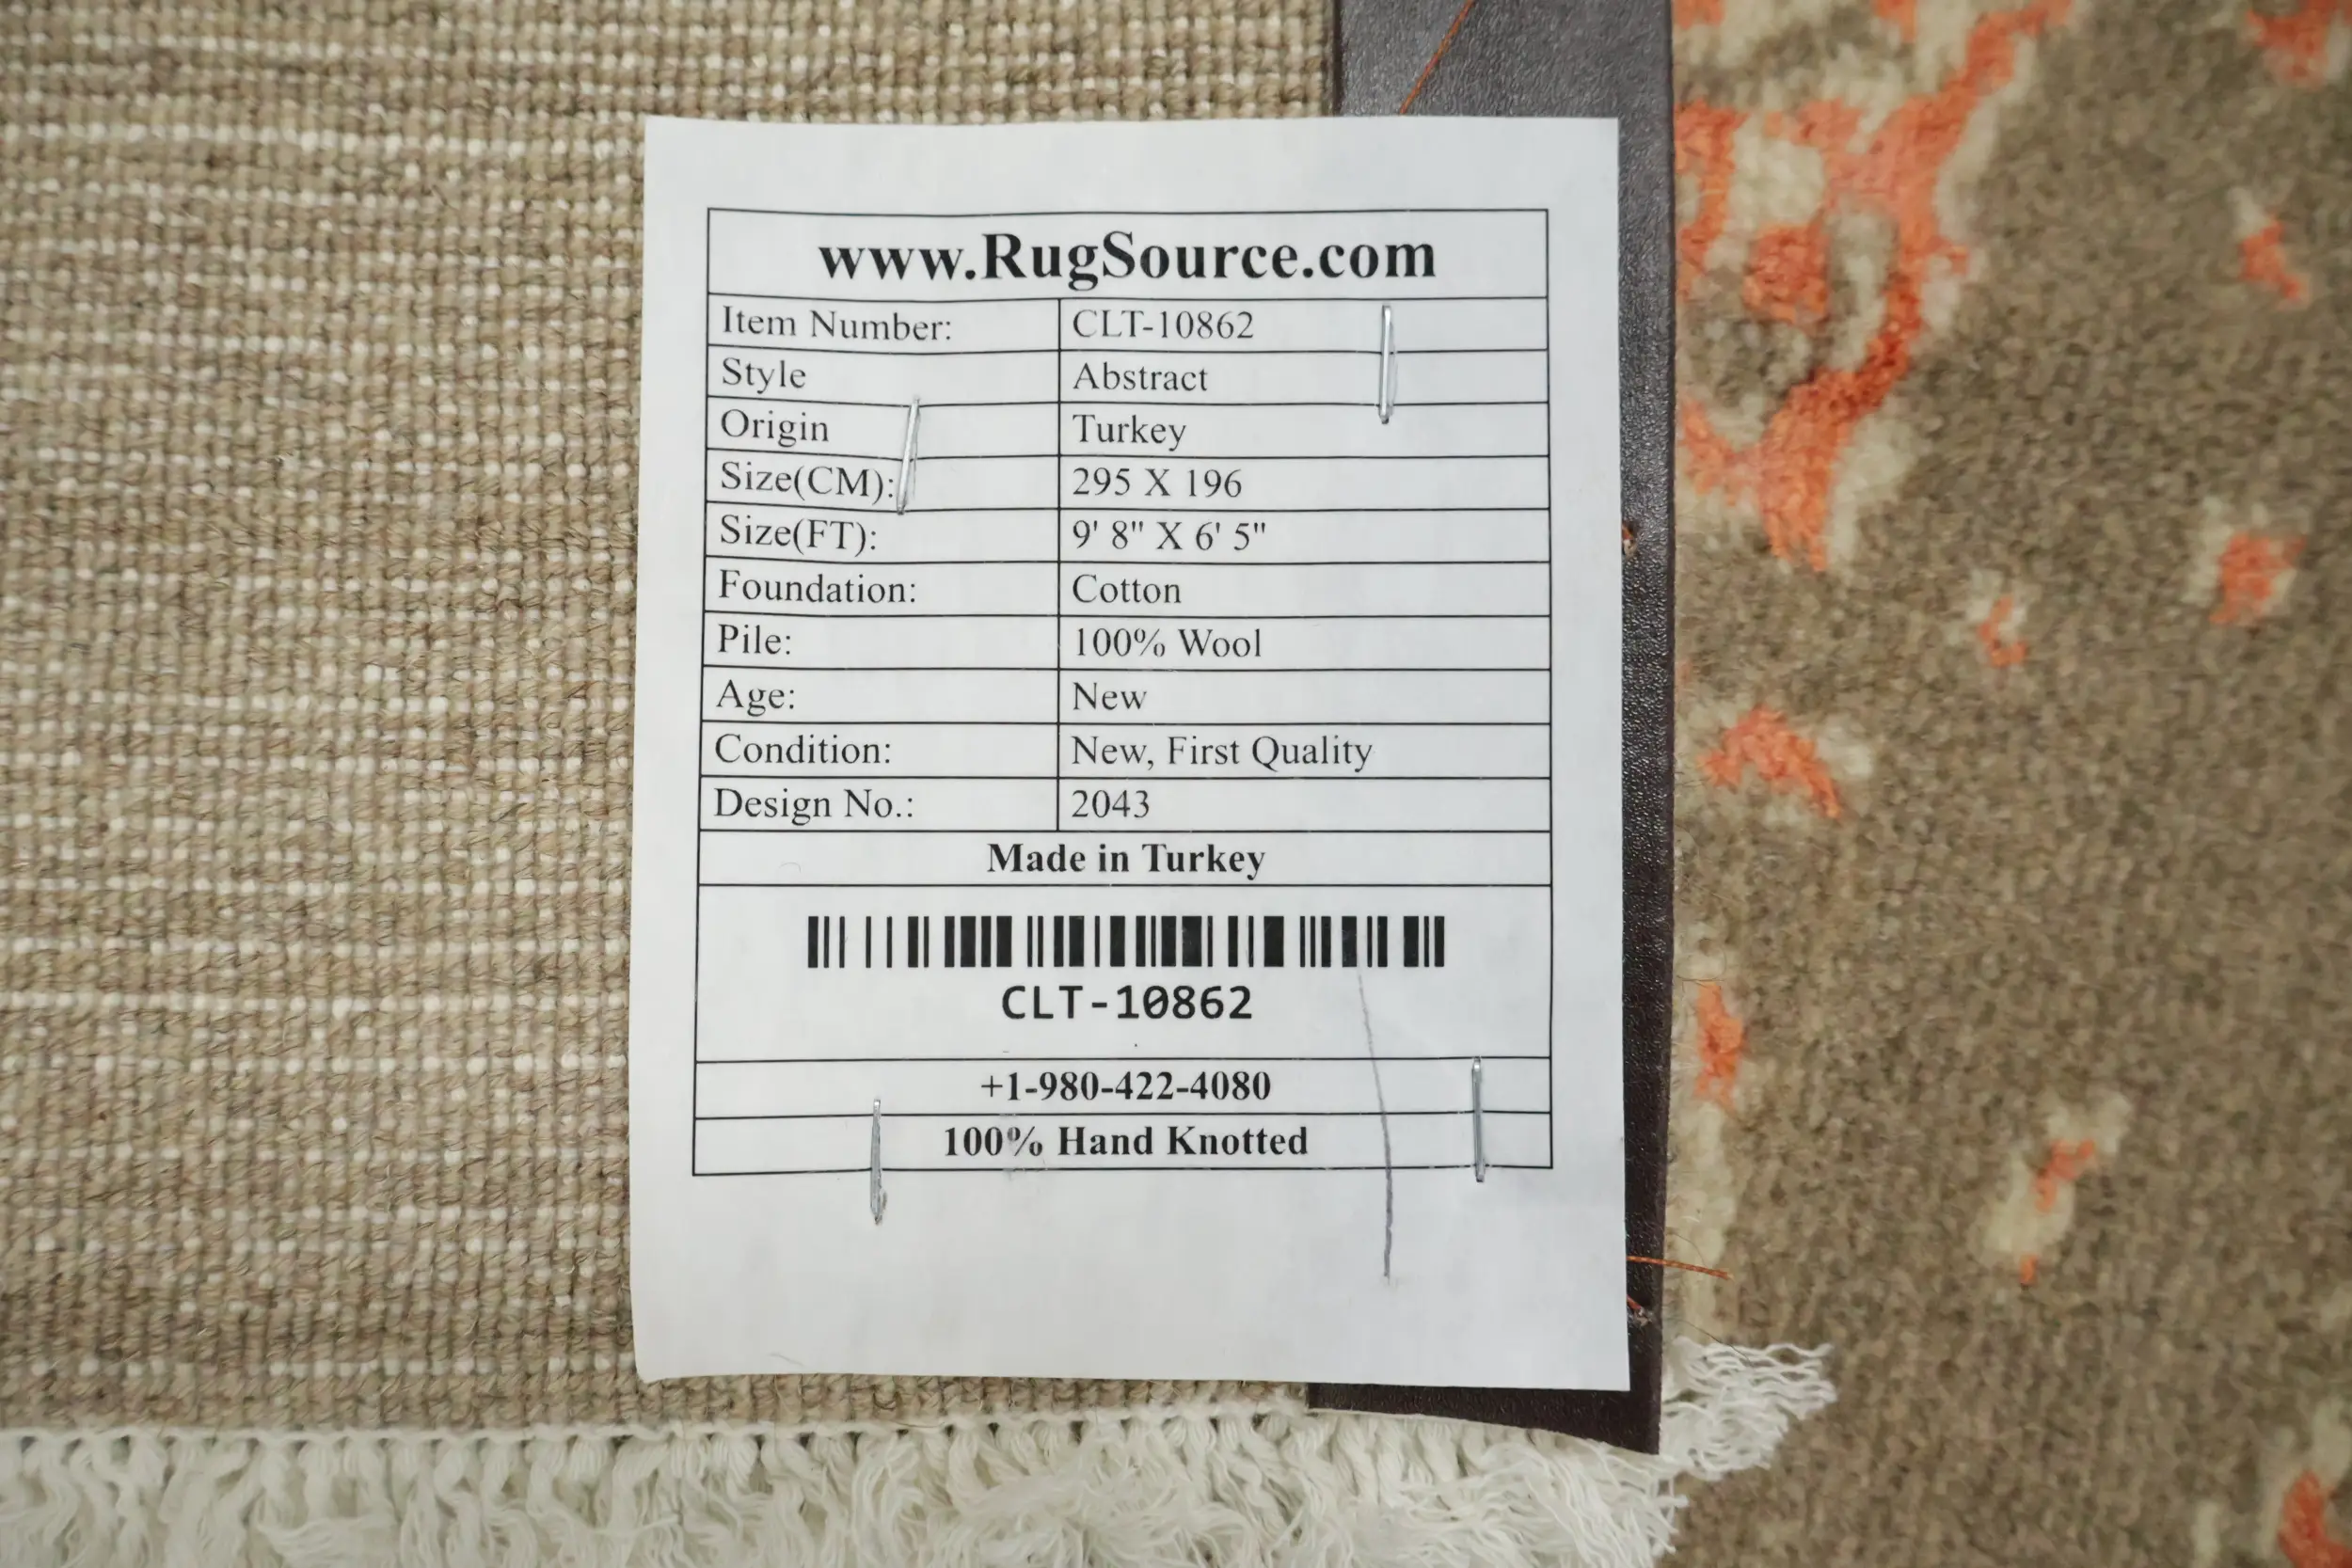 www.RugSource.com
Item Number: CLT-10862
Style Abstract
Origin Turkey
Size(CM): 295 X 196
Size(FT): 9' 8" X 6' 5"
Foundation: Cotton
Pile: 100% Wool
Age: New
Condition: New, First Quality
Design No.: 2043
Made in Turkey
CLT-10862
+1-980-422-4080
100% Hand Knotted